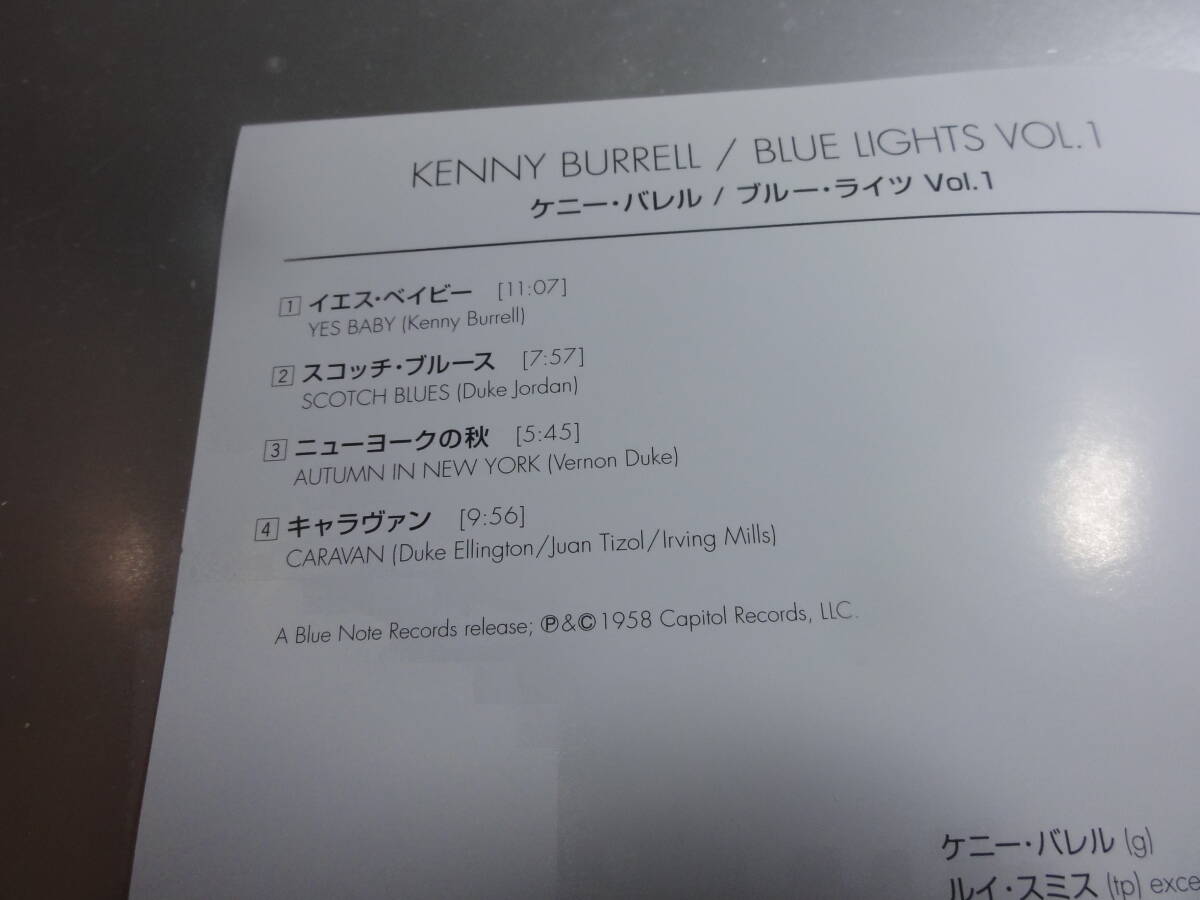 KENNY BURRELL / BLUE LIGHTS VOL.1
ケニー・バレル / ブルー・ライツ Vol.1
1 イエス・ベイビー [11:07]
YES BABY (Kenny Burrell)
2 スコッチ・ブルース [7:57]
SCOTCH BLUES (Duke Jordan)
3 ニューヨークの秋 [5:45]
AUTUMN IN NEW YORK (Vernon Duke)
4 キャラヴァン [9:56]
CARAVAN (Duke Ellington/Juan Tizol/Irving Mills)
A Blue Note Records release; ℗&©1958 Capitol Records, LLC.
ケニー・バレル (g)
ルイ・スミス (tp)